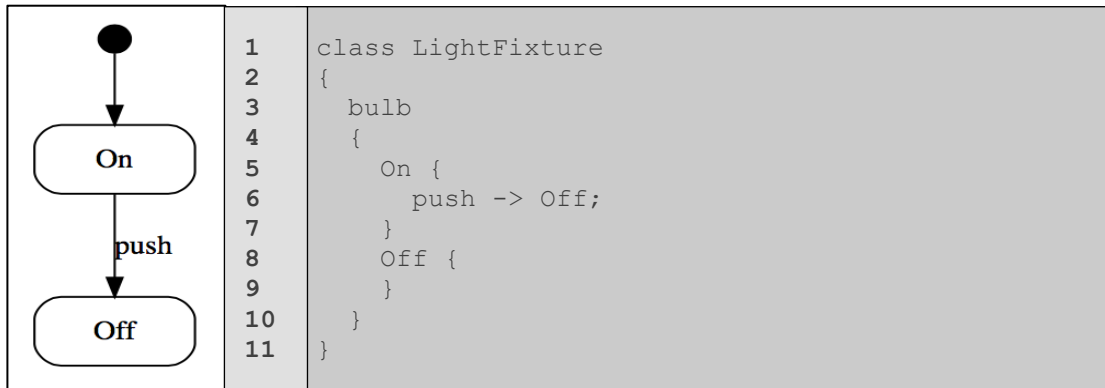 On
push
Off
1 class LightFixture
2 {
3 bulb
4 {
5 On {
6 push -> Off;
7 }
8 Off {
9 }
10 }
11 }